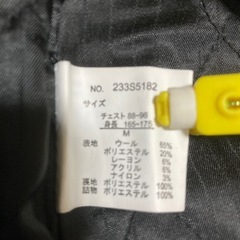 NO. 233S5182
サイズ
チェスト 88-96
身長 165-175
M
表地 ウール 65%
ポリエステル 20%
レーヨン 6%
アクリル 6%
ナイロン 3%
裏地 ポリエステル 100%
詰物 ポリエステル 100%